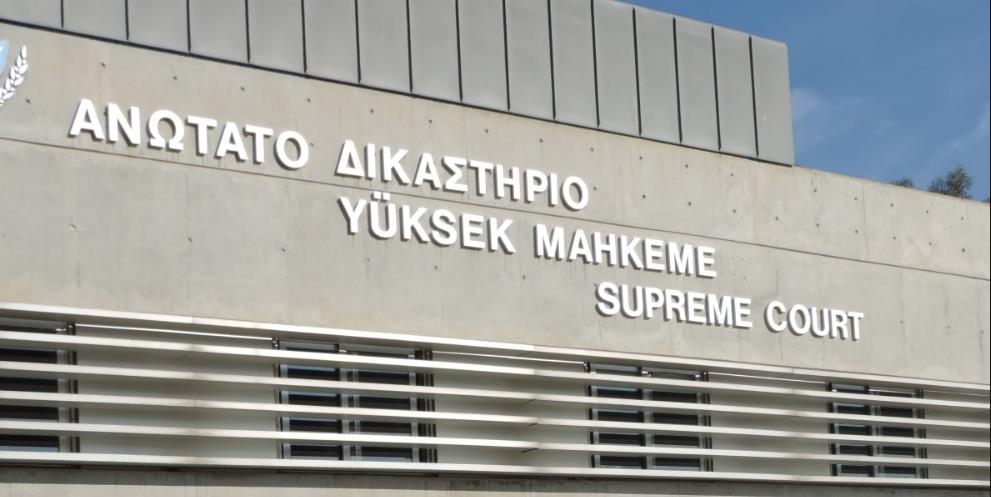 ΑΝΩΤΑΤΟ ΔΙΚΑΣΤΗΡΙΟ
YÜKSEK MAHKEME
SUPREME COURT